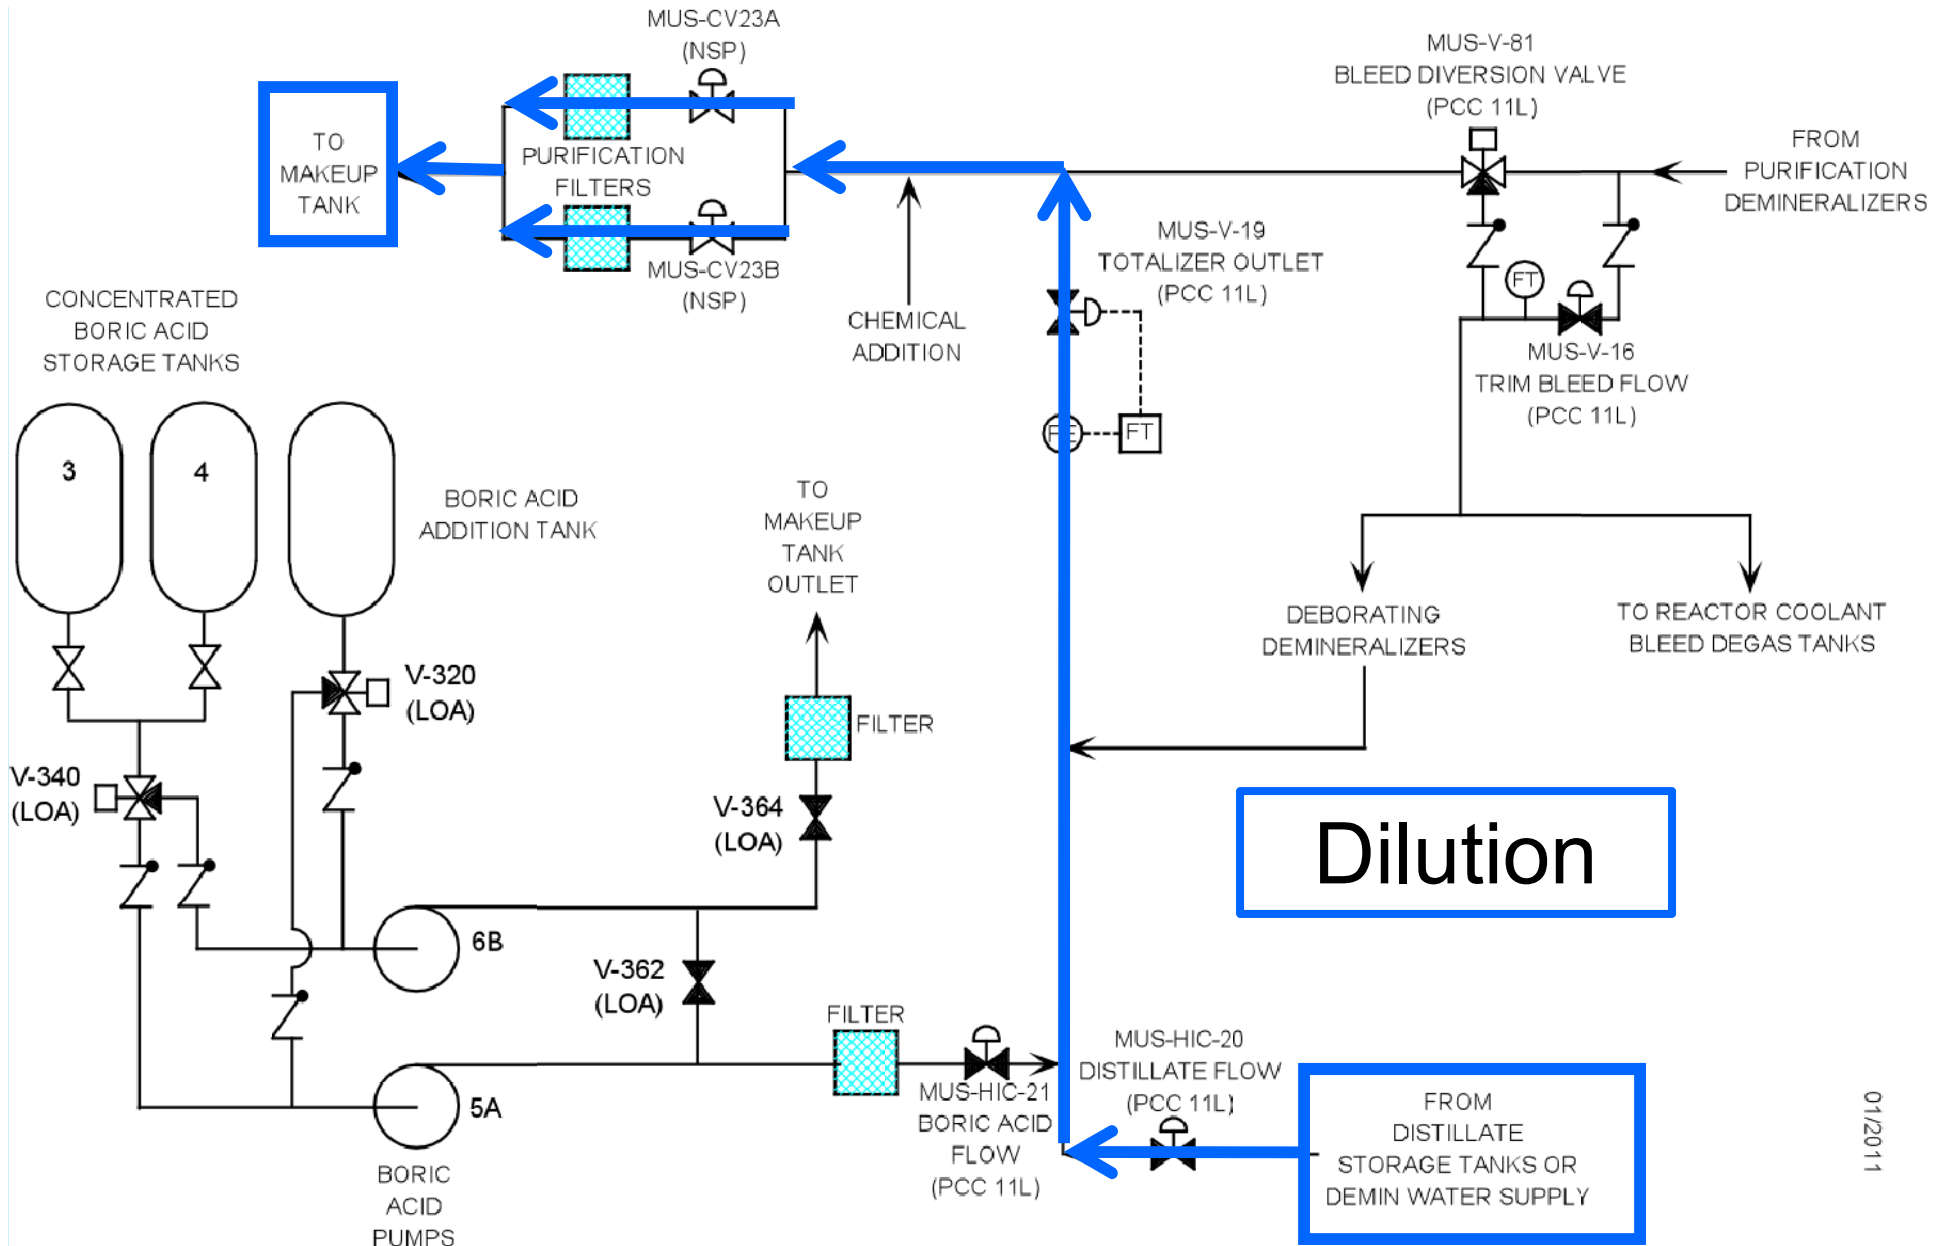 MUS-CV23A
(NSP)
MUS-V-81
BLEED DIVERSION VALVE
(PCC 11L)
TO
MAKEUP
TANK
PURIFICATION
FILTERS
FROM
PURIFICATION
DEMINERALIZERS
MUS-CV23B
(NSP)
CHEMICAL
ADDITION
MUS-V-19
TOTALIZER OUTLET
(PCC 11L)
FT
MUS-V-16
TRIM BLEED FLOW
(PCC 11L)
CONCENTRATED
BORIC ACID
STORAGE TANKS
3
4
BORIC ACID
ADDITION TANK
FE
FT
TO
MAKEUP
TANK
OUTLET
DEBORATING
DEMINERALIZERS
TO REACTOR COOLANT
BLEED DEGAS TANKS
V-320
(LOA)
FILTER
V-340
(LOA)
V-364
(LOA)
Dilution
6B
V-362
(LOA)
FILTER
MUS-HIC-21
BORIC ACID
FLOW
(PCC 11L)
MUS-HIC-20
DISTILLATE FLOW
(PCC 11L)
5A
BORIC
ACID
PUMPS
FROM
DISTILLATE
STORAGE TANKS OR
DEMIN WATER SUPPLY
01/2011